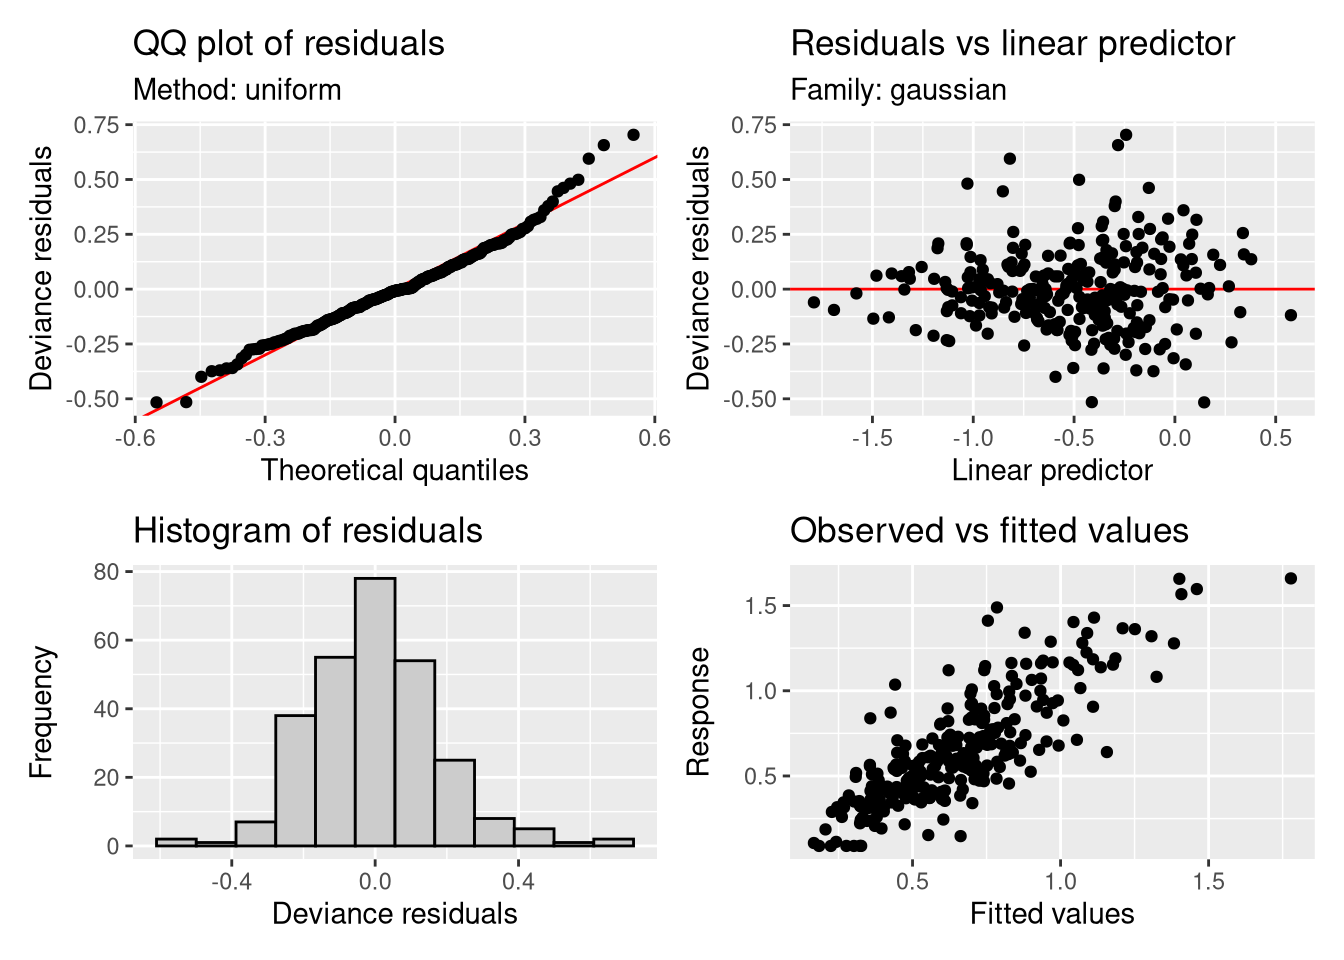 QQ plot of residuals
Method: uniform
Deviance residuals
0.75
0.50
0.25
0.00
-0.25
-0.50
-0.6 -0.3 0.0 0.3 0.6
Theoretical quantiles
Residuals vs linear predictor
Family: gaussian
Deviance residuals
0.75
0.50
0.25
0.00
-0.25
-0.50
-1.5 -1.0 -0.5 0.0 0.5
Linear predictor
Histogram of residuals
Frequency
80
60
40
20
0
-0.4 0.0 0.4
Deviance residuals
Observed vs fitted values
Response
1.5
1.0
0.5
0.5 1.0 1.5
Fitted values